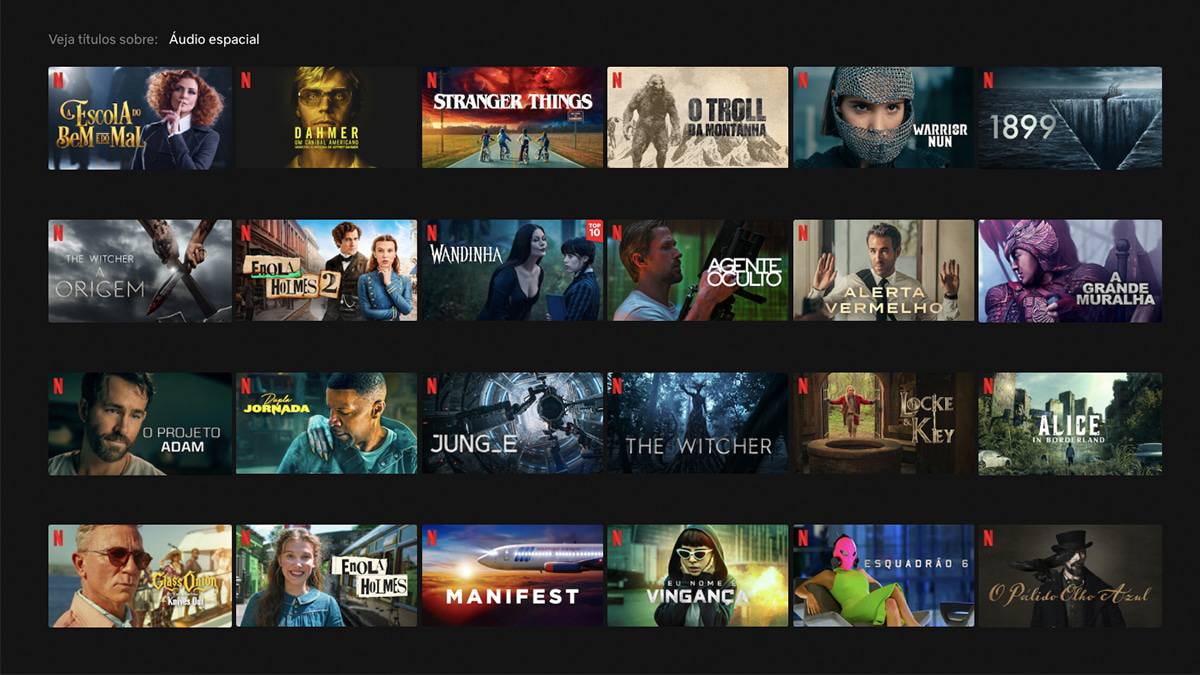 Veja títulos sobre: Áudio espacial
A ESCOLA DO
BEM E DO MAL
DAHMER
UM CANIBAL AMERICANO
STRANGER THINGS
O TROLL
DA MONTANHA
WARRIOR
NUN
1899
THE WITCHER
A
ORIGEM
ENOLA
HOLMES 2
WANDINHA
TOP
10
AGENTE
OCULTO
ALERTA
VERMELHO
A
GRANDE
MURALHA
O PROJETO
ADAM
Dupla
JORNADA
JUNG_E
THE WITCHER
LOCKE
& KEY
ALICE
IN BORDERLAND
Glass Onion
Knives Out
ENOLA
HOLMES
MANIFEST
MEU NOME É
VINGANÇA
ESQUADRÃO 6
O Pálido Olho Azul